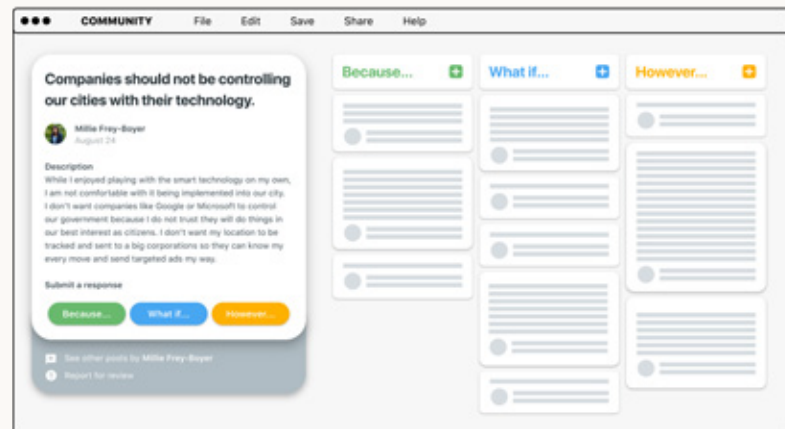 COMMUNITY File Edit Save Share Help
Companies should not be controlling
our cities with their technology.
Millie Frey-Boyer
August 24
Description
While I enjoyed playing with the smart technology on my own,
I am not comfortable with it being implemented into our city.
I don't want companies like Google or Microsoft to control
our government because I do not trust they will do things in
our best interest as citizens. I don't want my location to be
tracked and sent to a big corporations so they can know my
every move and send targeted ads my way.
Submit a response
Because... What if... However...
See other posts by Millie Frey-Boyer
Report for review
Because... What if... However...